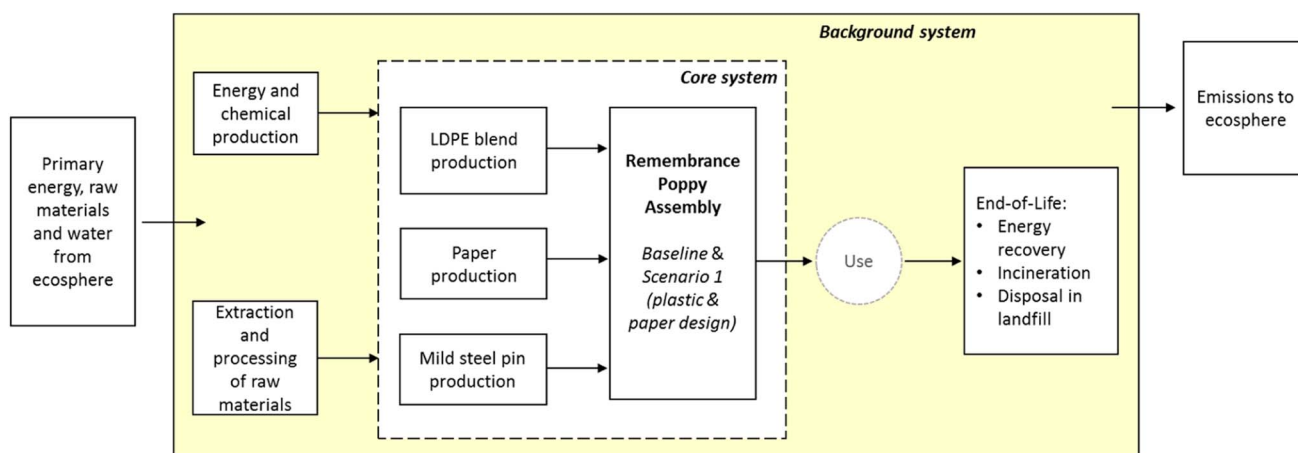 Background system
Core system
Primary
energy, raw
materials
and water
from
ecosphere
Energy and
chemical
production
Extraction
and
processing
of raw
materials
LDPE blend
production
Paper
production
Mild steel pin
production
Remembrance
Poppy
Assembly
Baseline &
Scenario 1
(plastic &
paper design)
Use
End-of-Life:
• Energy
recovery
• Incineration
• Disposal in
landfill
Emissions to
ecosphere